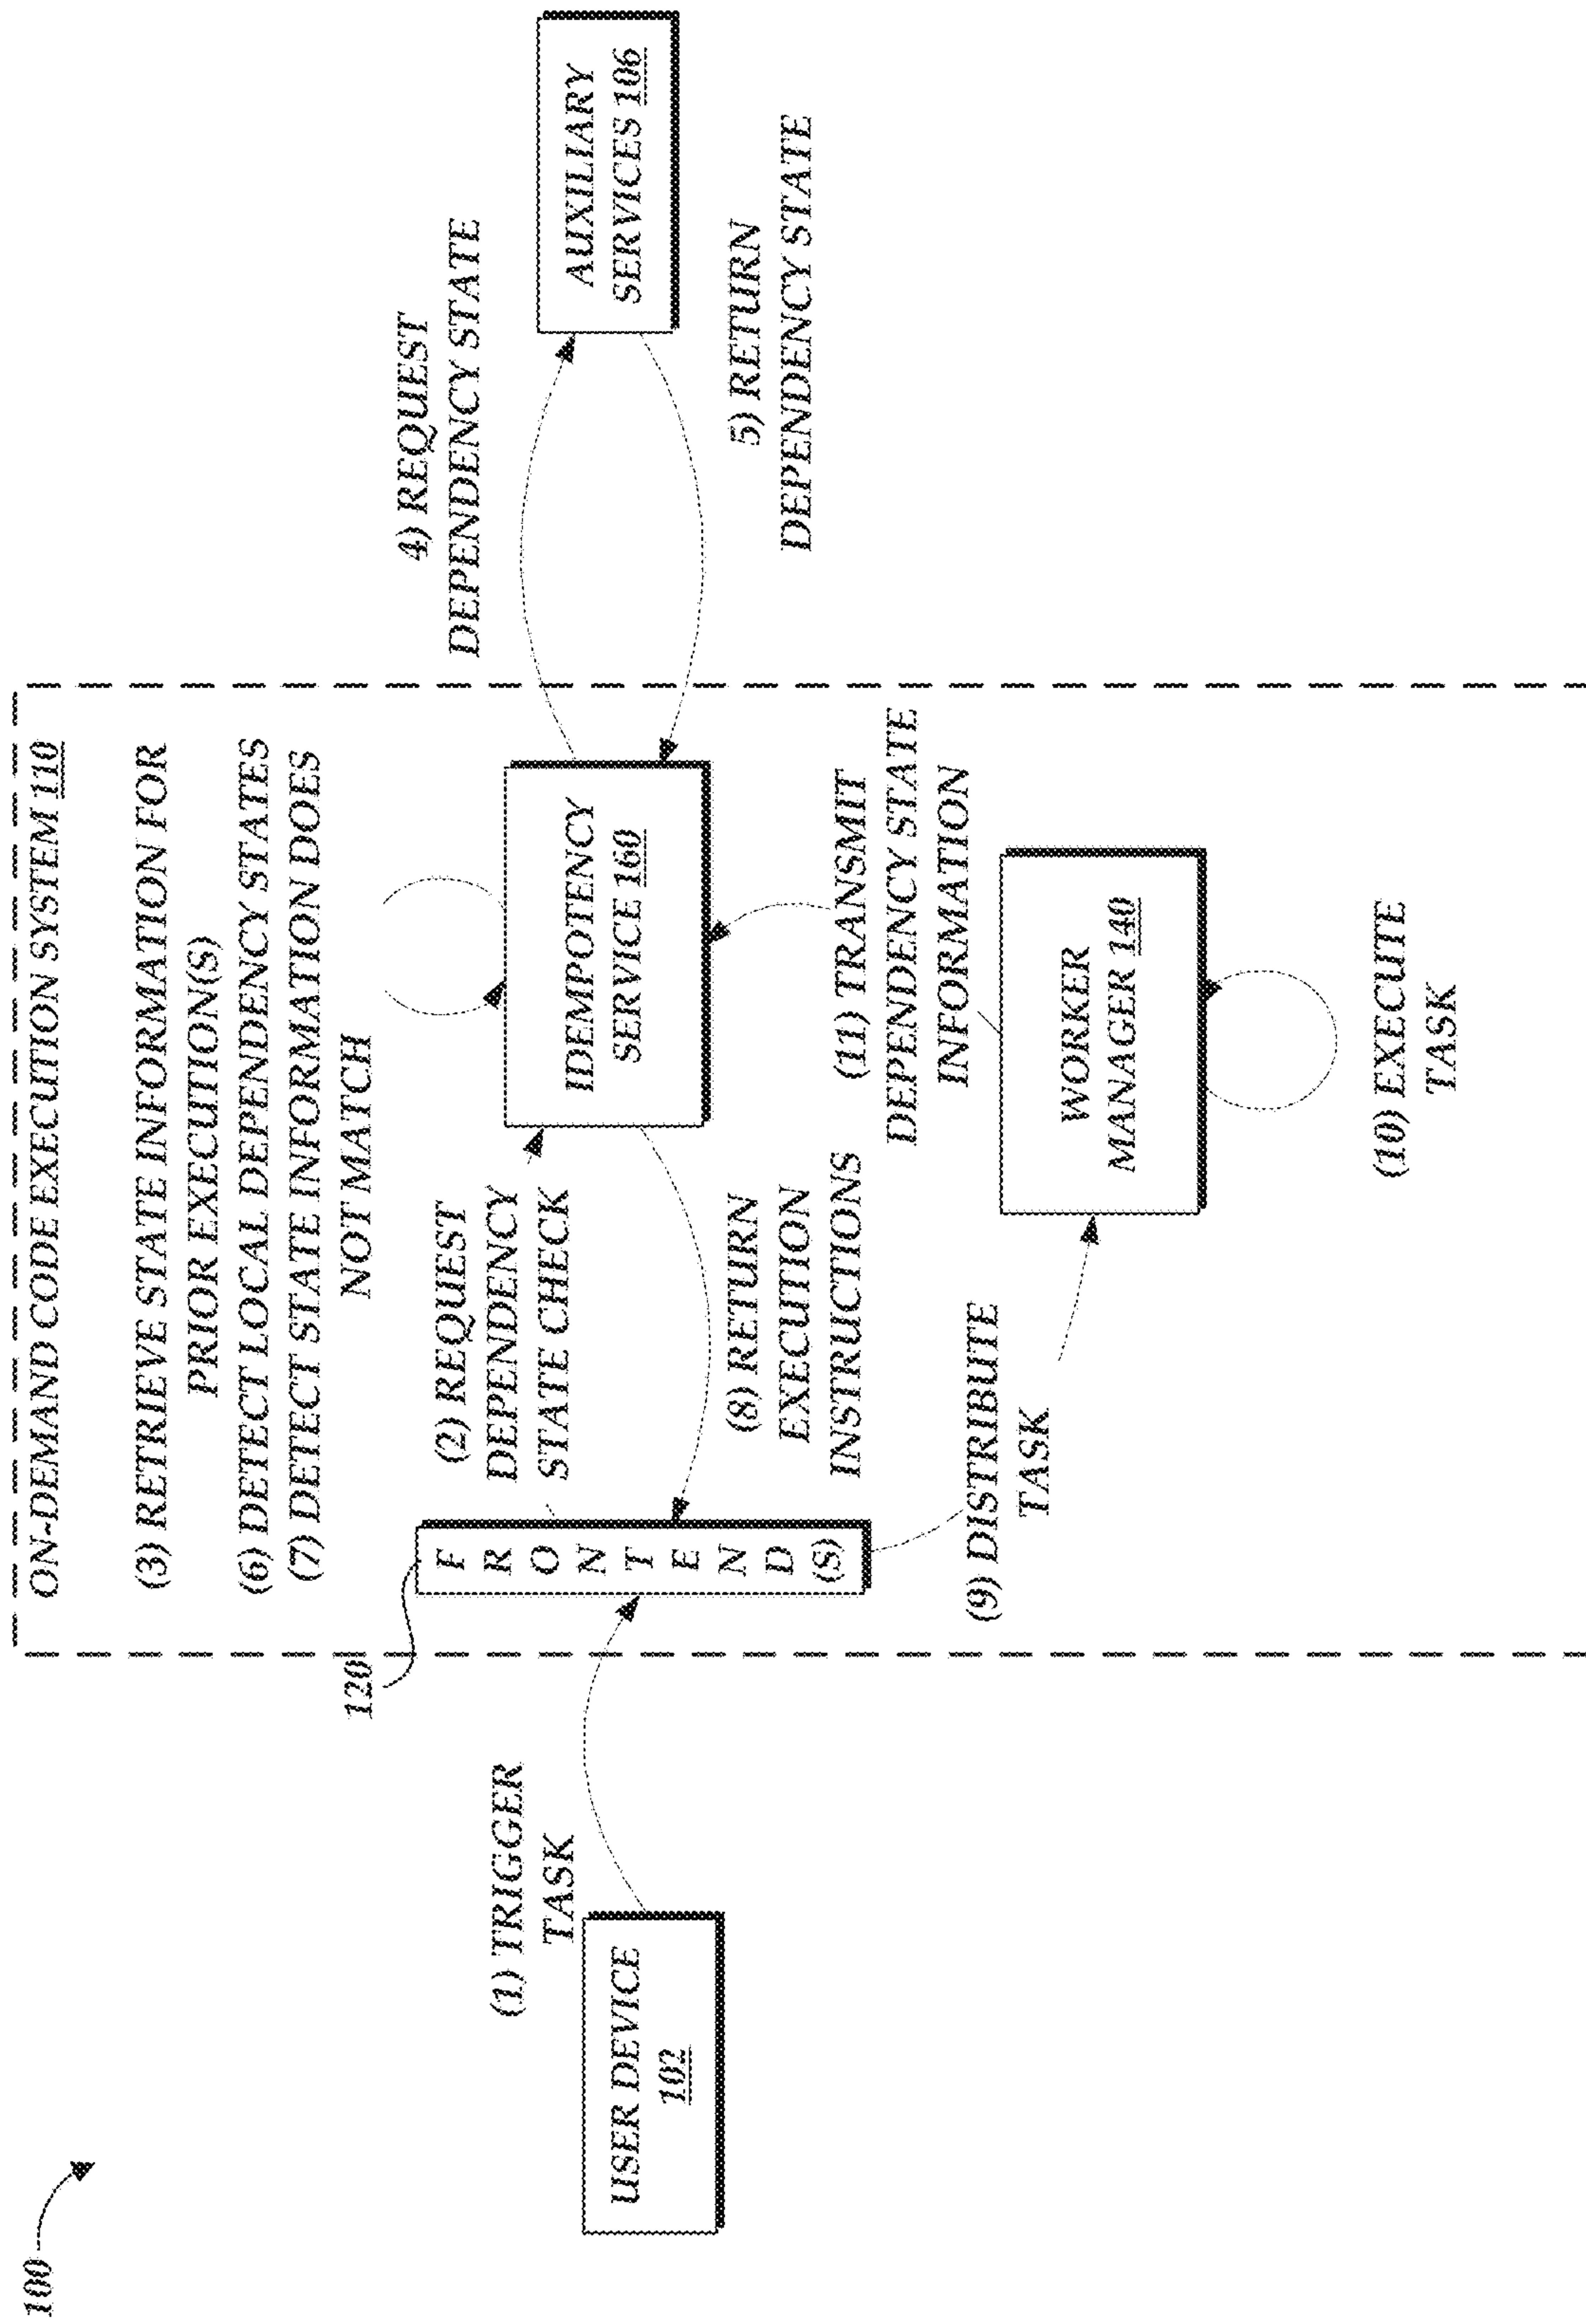 100
ON-DEMAND CODE EXECUTION SYSTEM 110
(3) RETRIEVE STATE INFORMATION FOR
PRIOR EXECUTION(S)
(6) DETECT LOCAL DEPENDENCY STATES
(7) DETECT STATE INFORMATION DOES
NOT MATCH
120
(1) TRIGGER
TASK
USER DEVICE
102
FRONTEND
(S)
(2) REQUEST
DEPENDENCY
STATE CHECK
IDEMPOTENCY
SERVICE 160
4) REQUEST
DEPENDENCY STATE
AUXILIARY
SERVICES 106
5) RETURN
DEPENDENCY STATE
(8) RETURN
EXECUTION
INSTRUCTIONS
(11) TRANSMIT
DEPENDENCY STATE
INFORMATION
(9) DISTRIBUTE
TASK
WORKER
MANAGER 140
(10) EXECUTE
TASK